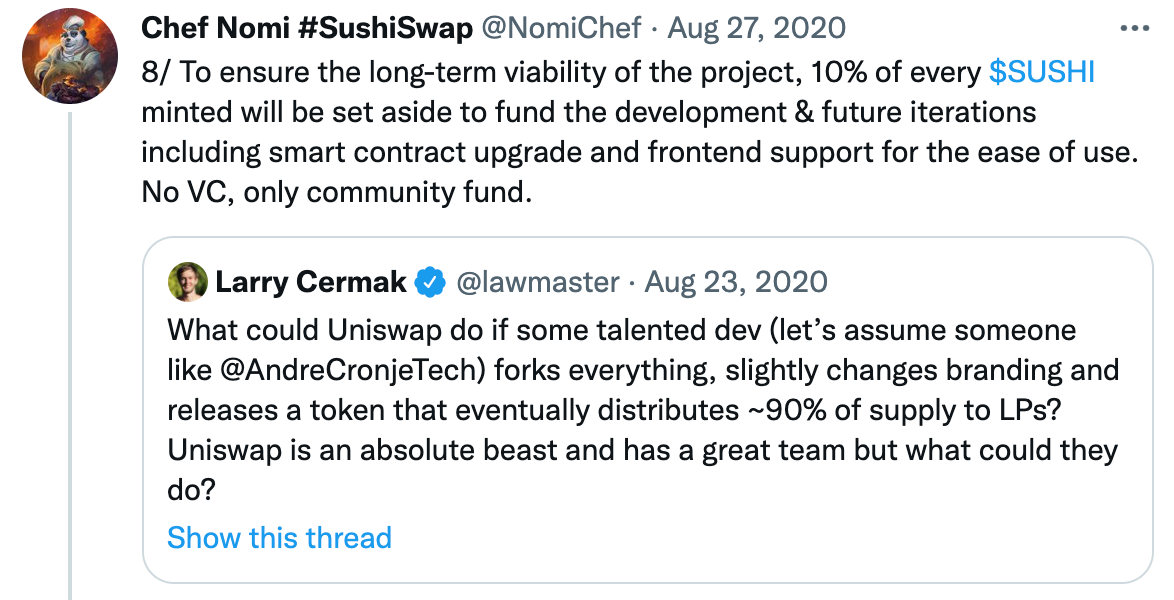 Chef Nomi #SushiSwap @NomiChef · Aug 27, 2020
8/ To ensure the long-term viability of the project, 10% of every $SUSHI
minted will be set aside to fund the development & future iterations
including smart contract upgrade and frontend support for the ease of use.
No VC, only community fund.
Larry Cermak @lawmaster · Aug 23, 2020
What could Uniswap do if some talented dev (let’s assume someone
like @AndreCronjeTech) forks everything, slightly changes branding and
releases a token that eventually distributes ~90% of supply to LPs?
Uniswap is an absolute beast and has a great team but what could they
do?
Show this thread